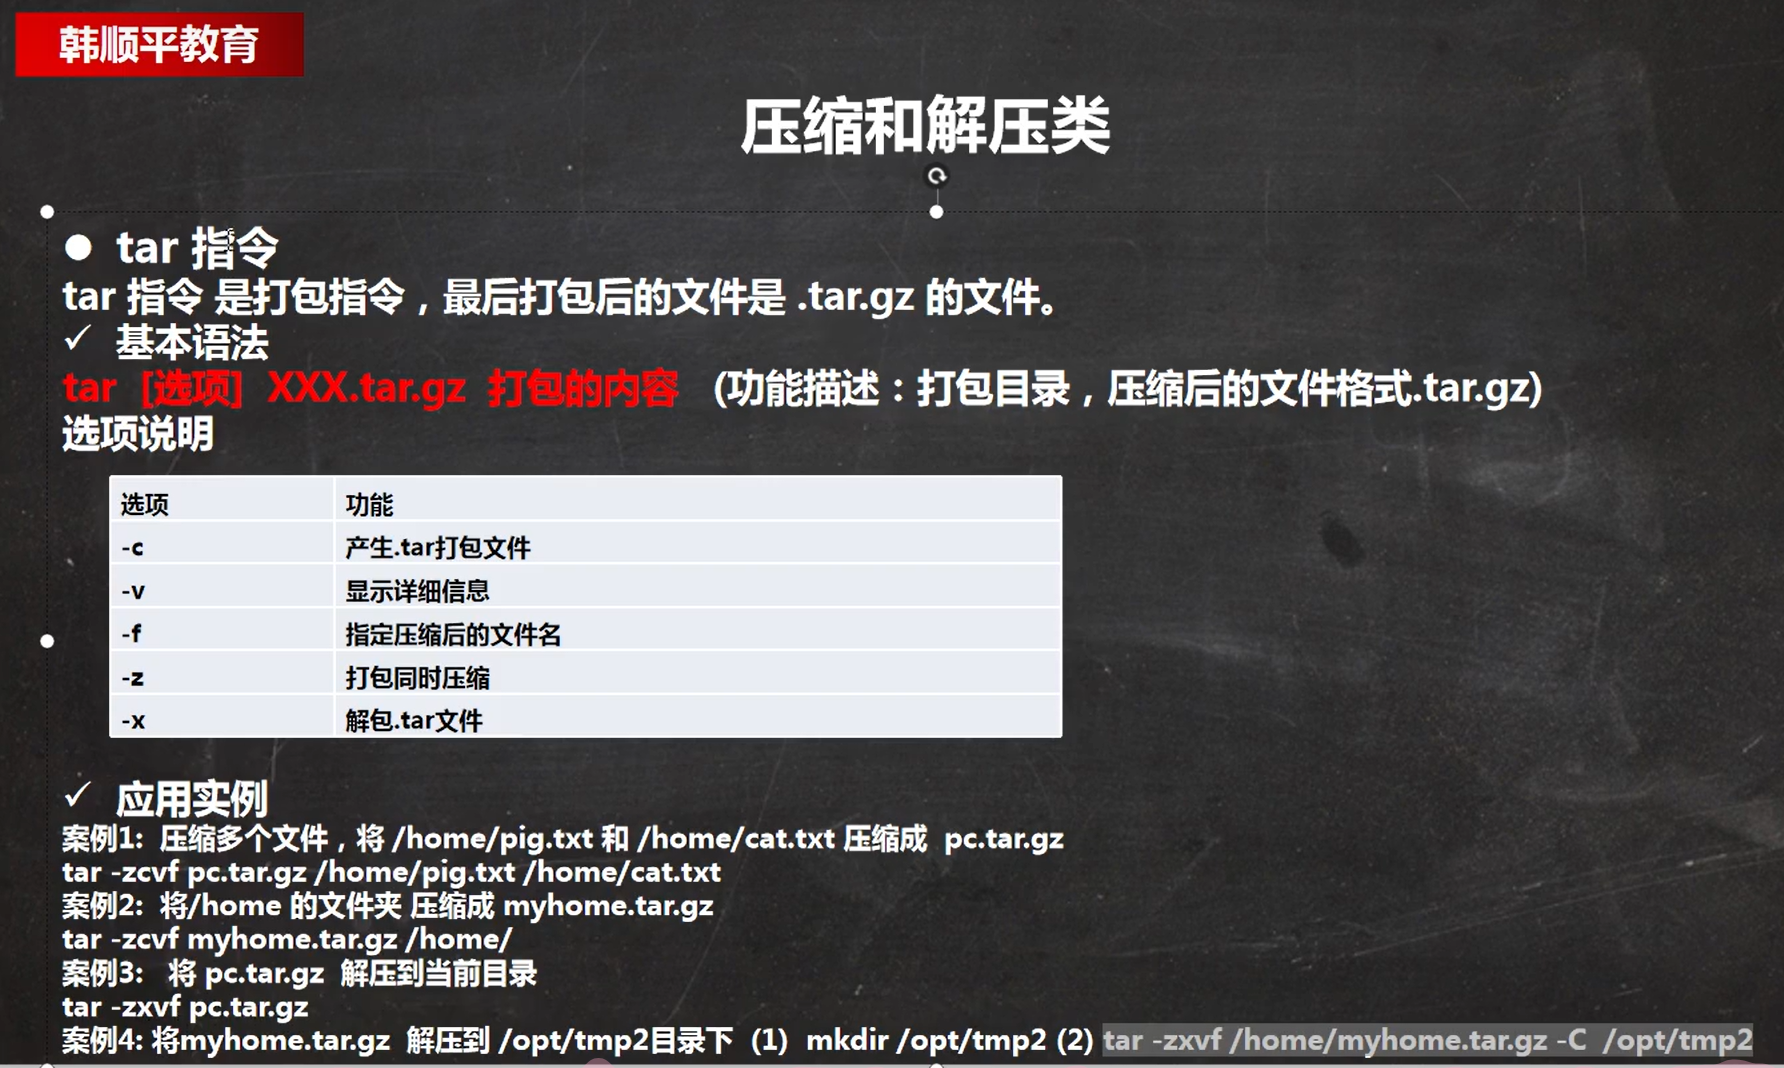 韩顺平教育
压缩和解压类
● tar 指令
tar 指令 是打包指令，最后打包后的文件是 .tar.gz 的文件。
✓ 基本语法
tar [选项] XXX.tar.gz 打包的内容 (功能描述：打包目录，压缩后的文件格式.tar.gz)
选项说明
选项 功能
-c 产生.tar打包文件
-v 显示详细信息
-f 指定压缩后的文件名
-z 打包同时压缩
-x 解包.tar文件
✓ 应用实例
案例1: 压缩多个文件，将 /home/pig.txt 和 /home/cat.txt 压缩成 pc.tar.gz
tar -zcvf pc.tar.gz /home/pig.txt /home/cat.txt
案例2: 将/home 的文件夹 压缩成 myhome.tar.gz
tar -zcvf myhome.tar.gz /home/
案例3: 将 pc.tar.gz 解压到当前目录
tar -zxvf pc.tar.gz
案例4: 将myhome.tar.gz 解压到 /opt/tmp2目录下 (1) mkdir /opt/tmp2 (2) tar -zxvf /home/myhome.tar.gz -C /opt/tmp2